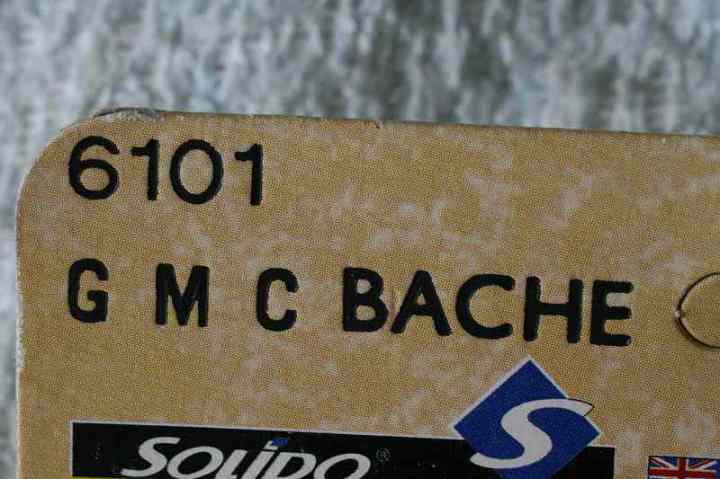 6101
G M C BACHE
S
SOLIDO®